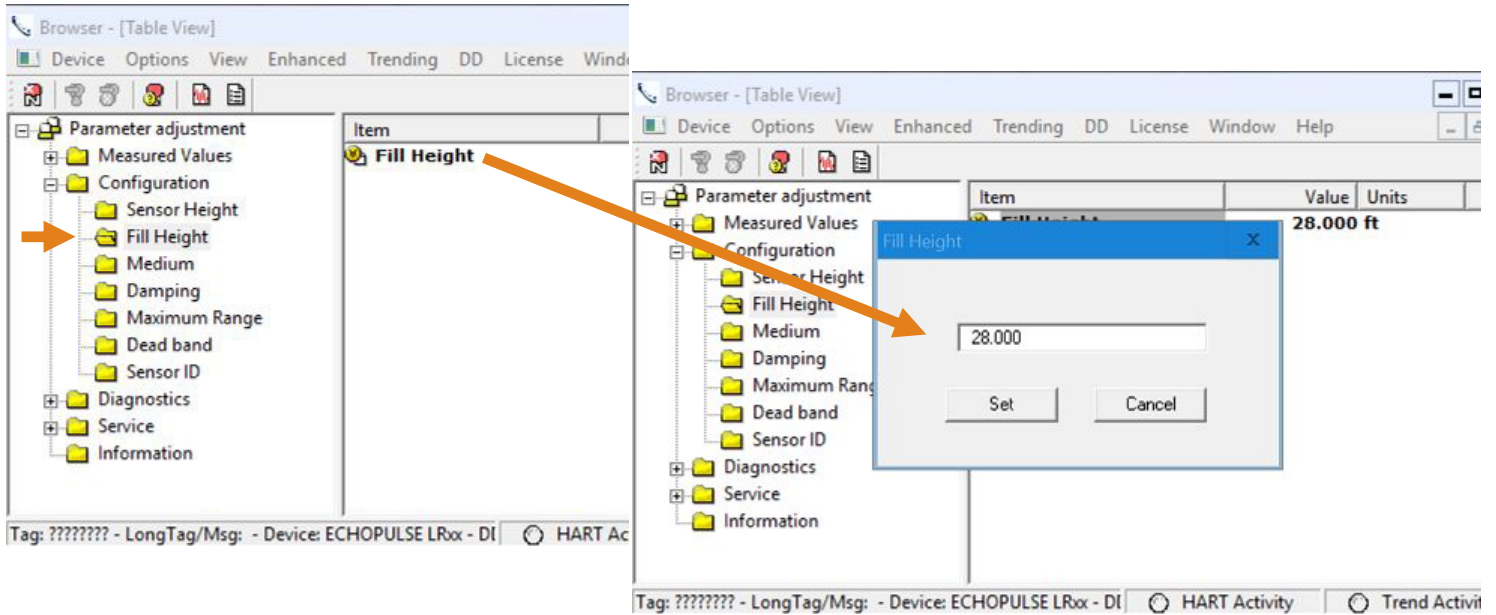 Browser - [Table View]
Device Options View Enhanced Trending DD License
Parameter adjustment
Measured Values
Configuration
Sensor Height
Fill Height
Medium
Damping
Maximum Range
Dead band
Sensor ID
Diagnostics
Service
Information
Item
Fill Height
Tag: ???????? - LongTag/Msg: - Device: ECHOPULSE LRxx - DI
HART Ac
Browser - [Table View]
Device Options View Enhanced Trending DD License Window Help
Parameter adjustment
Measured Values
Configuration
Sensor Height
Fill Height
Medium
Damping
Maximum Rang
Dead band
Sensor ID
Diagnostics
Service
Information
Item Value Units
28.000 ft
Fill Height x
28.000
Set Cancel
Tag: ???????? - LongTag/Msg: - Device: ECHOPULSE LRxx - DI
HART Activity
Trend Activit